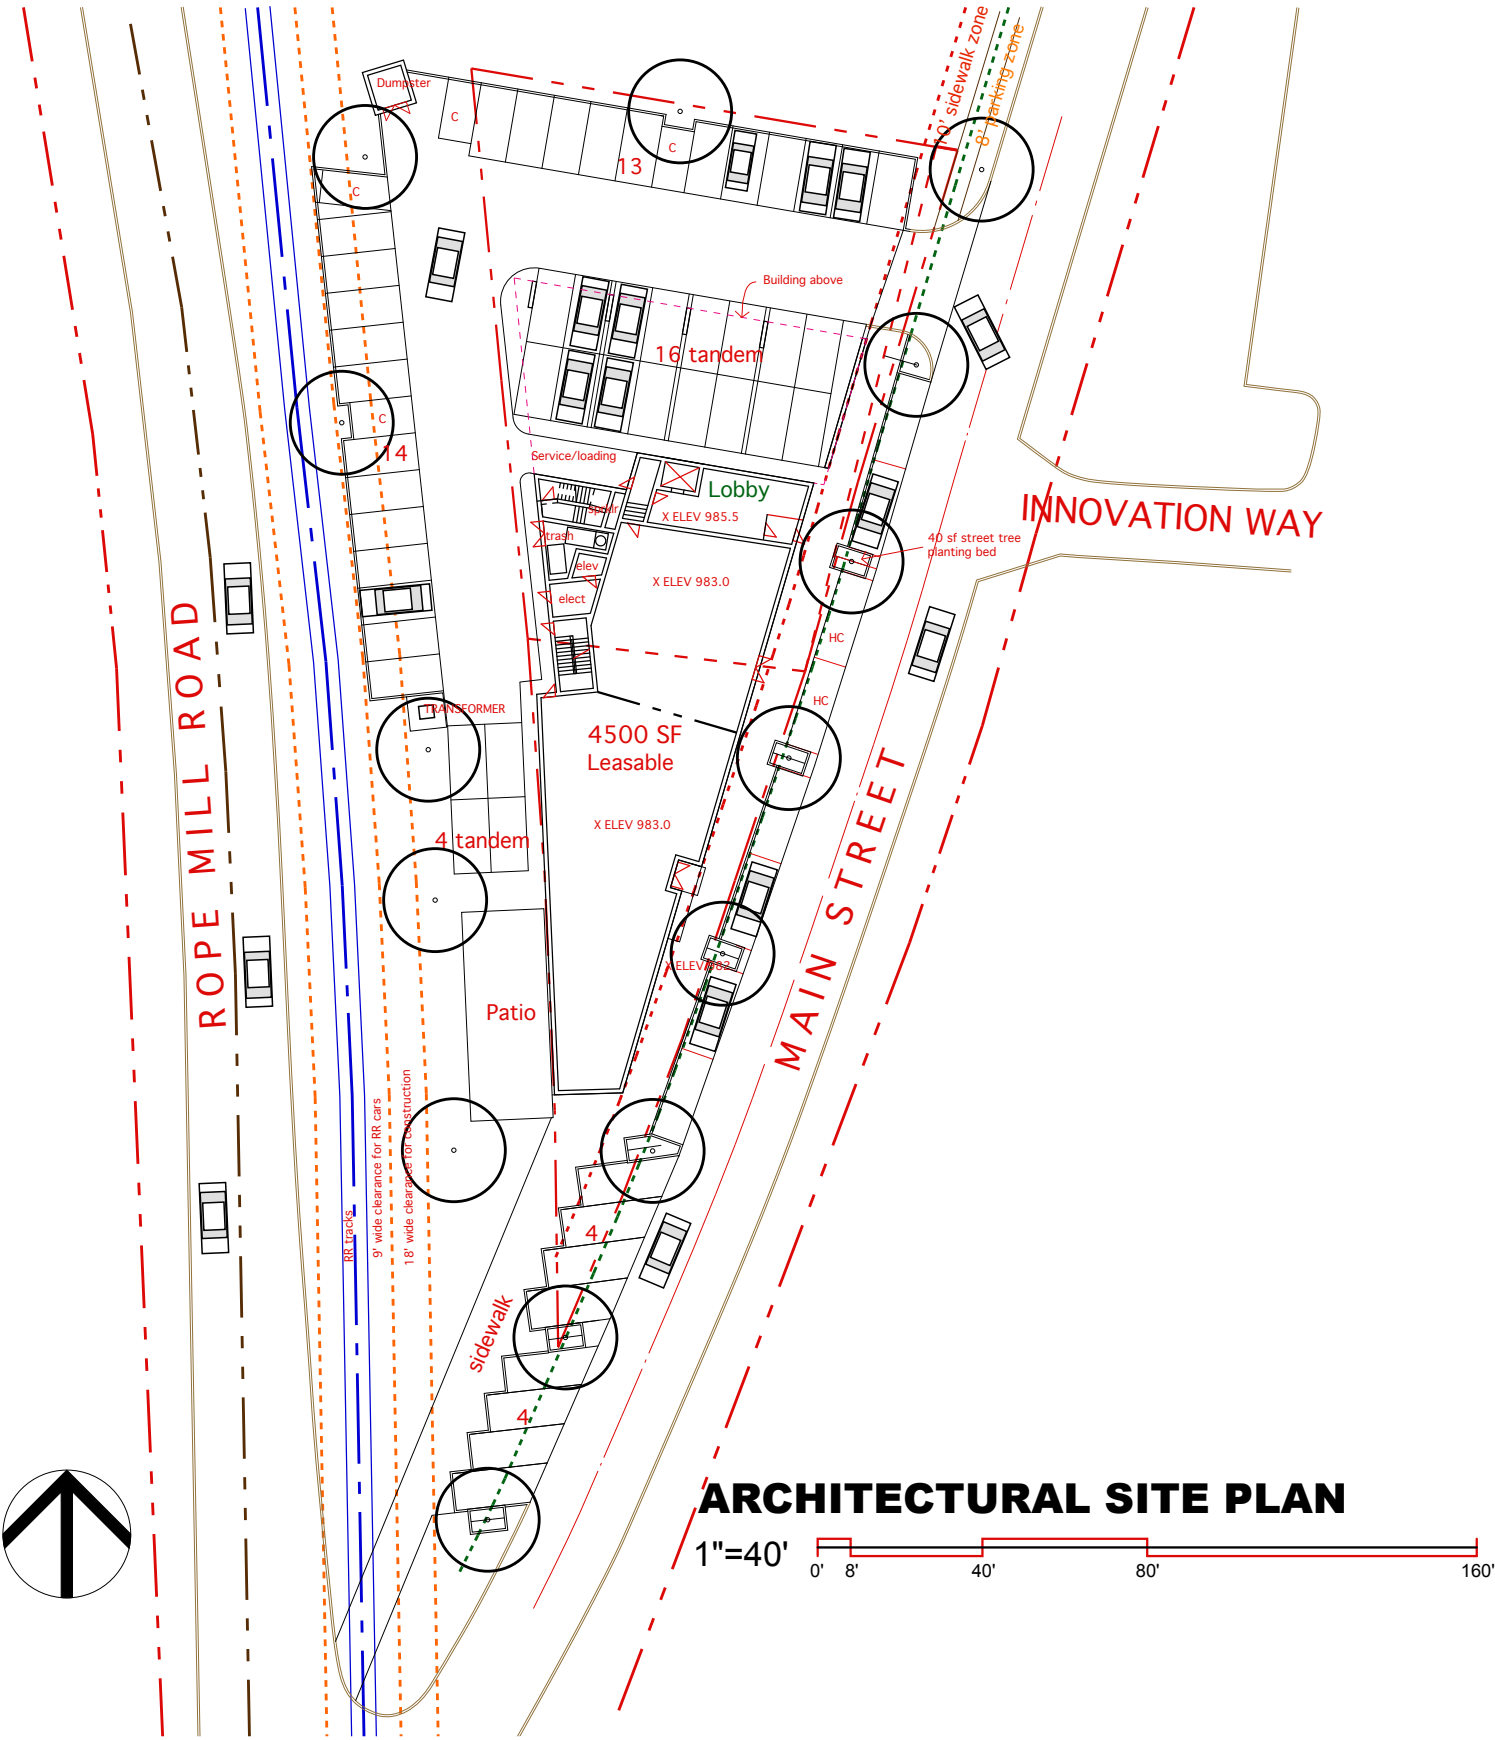 10' sidewalk zone
8' parking zone
Dumpster
C
C
13
C
Building above
16 tandem
C
14
Service/loading
Lobby
spklr
X ELEV 985.5
trash
elev
elect
X ELEV 983.0
INNOVATION WAY
40 sf street tree
planting bed
HC
HC
TRANSFORMER
4500 SF
Leasable
X ELEV 983.0
4 tandem
ROPE MILL ROAD
MAIN STREET
X ELEV 982
Patio
RR tracks
9' wide clearance for RR cars
18' wide clearance for construction
4
sidewalk
4
ARCHITECTURAL SITE PLAN
1"=40'
0' 8' 40' 80' 160'